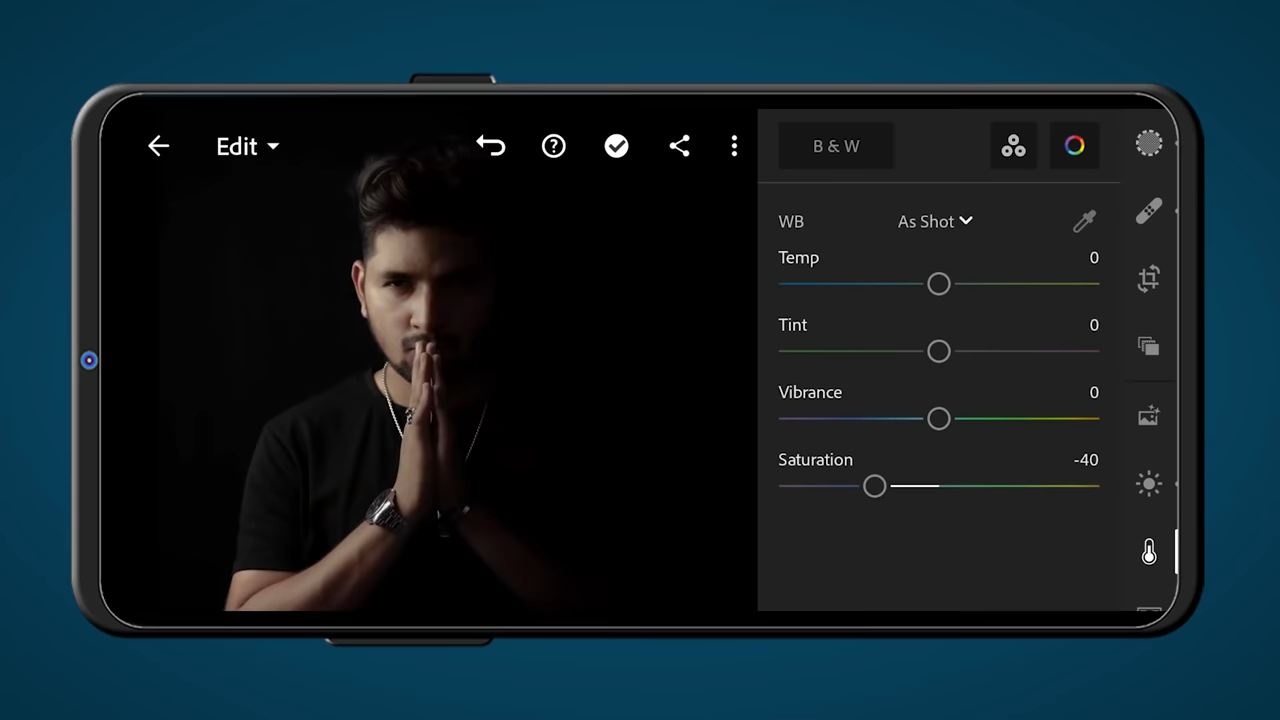 Edit
B & W
WB As Shot
Temp 0
Tint 0
Vibrance 0
Saturation -40